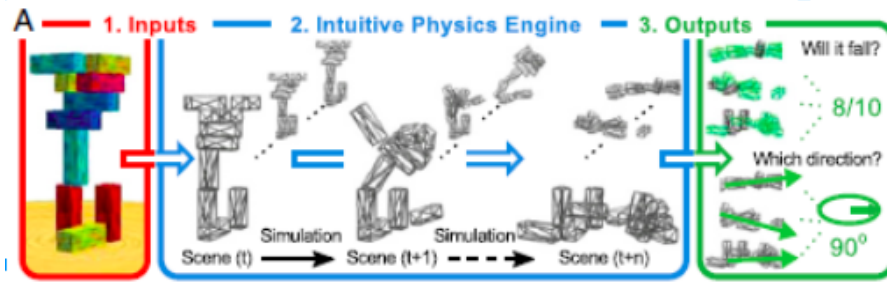 A
1. Inputs
2. Intuitive Physics Engine
3. Outputs
Will it fall?
8/10
Which direction?
90°
Simulation
Simulation
Scene (t)
Scene (t+1)
Scene (t+n)